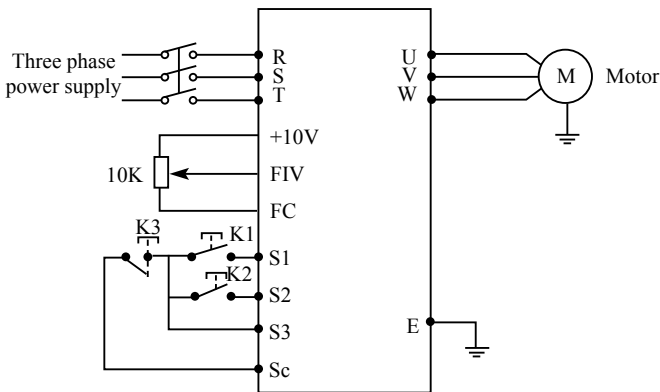 Three phase
power supply
R
S
T
U
V
W
M
Motor
+10V
10K
FIV
FC
K3
K1
S1
K2
S2
S3
E
Sc